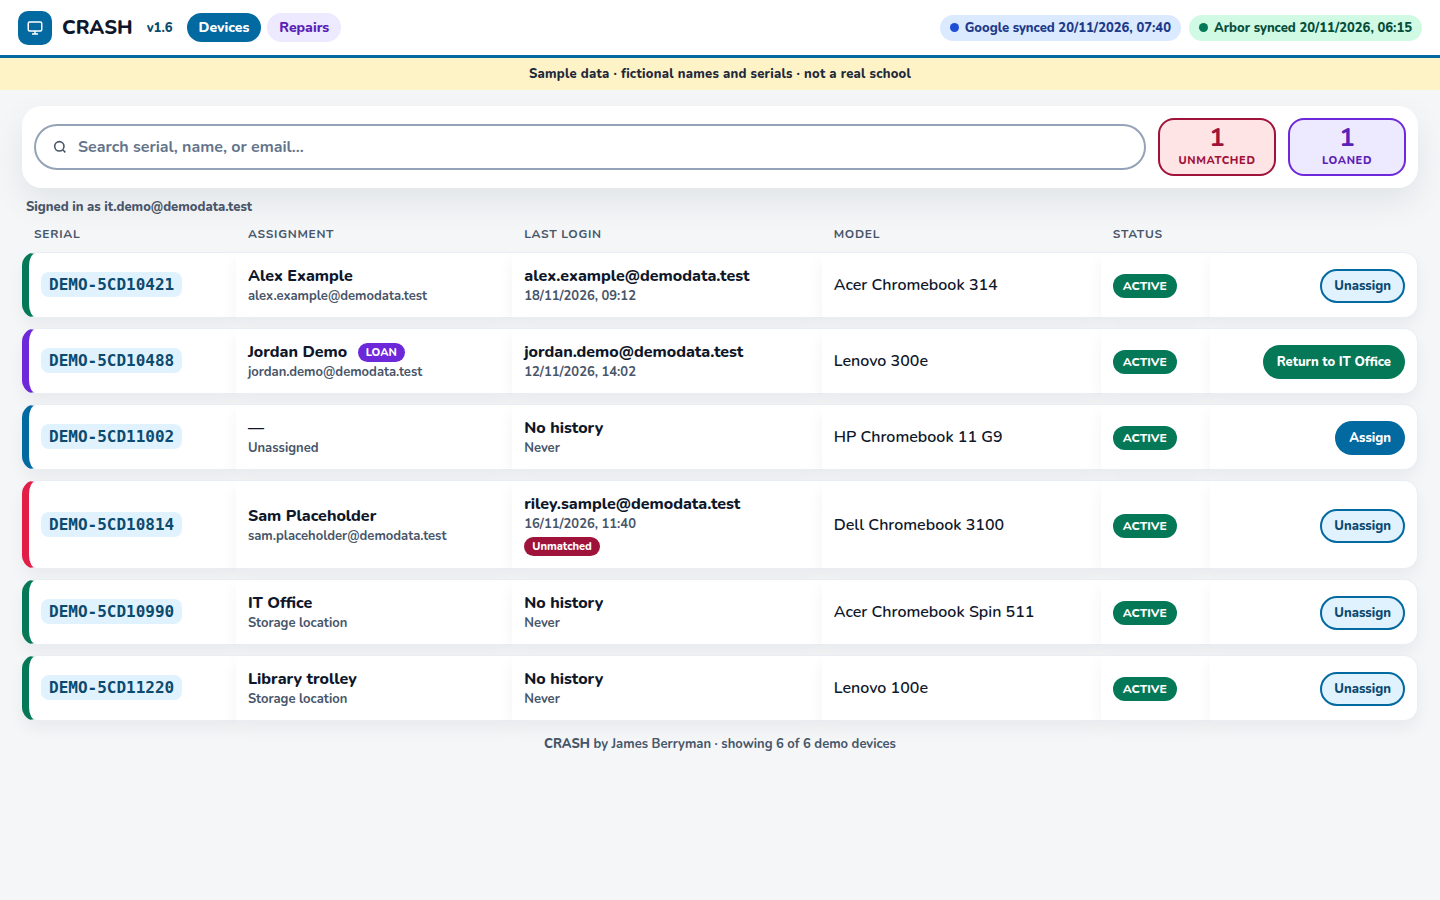 CRASH v1.6 Devices Repairs Google synced 20/11/2026, 07:40 Arbor synced 20/11/2026, 06:15
Sample data · fictional names and serials · not a real school
Search serial, name, or email...
1
UNMATCHED
1
LOANED
Signed in as it.demo@demodata.test
SERIAL ASSIGNMENT LAST LOGIN MODEL STATUS
DEMO-5CD10421
Alex Example
alex.example@demodata.test
alex.example@demodata.test
18/11/2026, 09:12
Acer Chromebook 314
ACTIVE
Unassign
DEMO-5CD10488
Jordan Demo LOAN
jordan.demo@demodata.test
jordan.demo@demodata.test
12/11/2026, 14:02
Lenovo 300e
ACTIVE
Return to IT Office
DEMO-5CD11002
—
Unassigned
No history
Never
HP Chromebook 11 G9
ACTIVE
Assign
DEMO-5CD10814
Sam Placeholder
sam.placeholder@demodata.test
riley.sample@demodata.test
16/11/2026, 11:40
Unmatched
Dell Chromebook 3100
ACTIVE
Unassign
DEMO-5CD10990
IT Office
Storage location
No history
Never
Acer Chromebook Spin 511
ACTIVE
Unassign
DEMO-5CD11220
Library trolley
Storage location
No history
Never
Lenovo 100e
ACTIVE
Unassign
CRASH by James Berryman · showing 6 of 6 demo devices